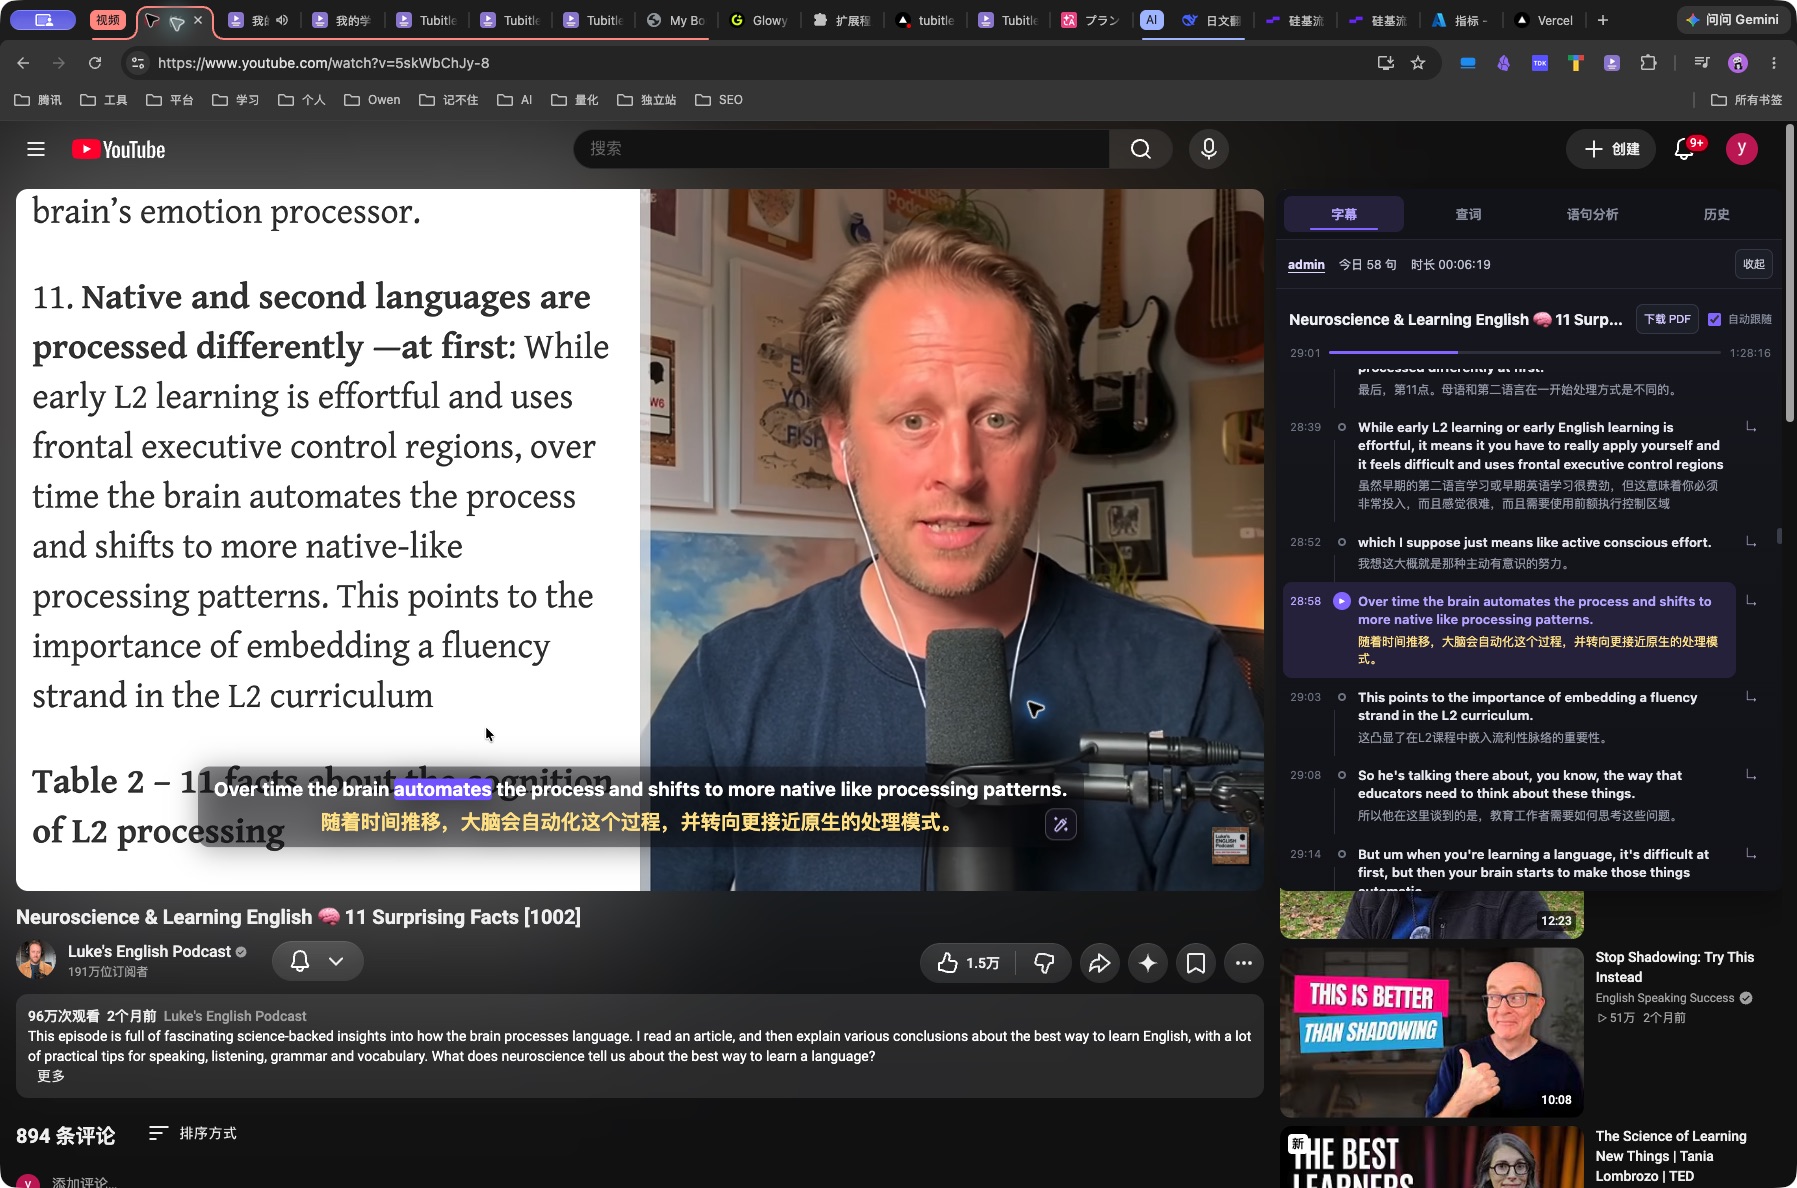 视频
我的
我的学
Tubitle
Tubitle
Tubitle
My Bo
Glowy
扩展程
tubitle
Tubitle
プラン
AI
日文翻
硅基流
硅基流
指标 -
Vercel
问问 Gemini
https://www.youtube.com/watch?v=5skWbChJy-8
TDK
腾讯
工具
平台
学习
个人
Owen
记不住
AI
量化
独立站
SEO
所有书签
YouTube
搜索
创建
9+
y
brain's emotion processor.
11. Native and second languages are
processed differently —at first: While
early L2 learning is effortful and uses
frontal executive control regions, over
time the brain automates the process
and shifts to more native-like
processing patterns. This points to the
importance of embedding a fluency
strand in the L2 curriculum
Table 2 – 11 facts about the cognition
of L2 processing
Over time the brain automates the process and shifts to more native like processing patterns.
随着时间推移，大脑会自动化这个过程，并转向更接近原生的处理模式。
字幕
查词
语句分析
历史
admin
今日 58 句
时长 00:06:19
收起
Neuroscience & Learning English 🧠 11 Surp...
下载 PDF
自动跟随
29:01
1:28:16
processed differently at first.
最后，第11点。母语和第二语言在一开始处理方式是不同的。
28:39
While early L2 learning or early English learning is
effortful, it means it you have to really apply yourself and
it feels difficult and uses frontal executive control regions
虽然早期的第二语言学习或早期英语学习很费劲，但这意味着你必须
非常投入，而且感觉很难，而且需要使用前额执行控制区域
28:52
which I suppose just means like active conscious effort.
我想这大概就是那种主动有意识的努力。
28:58
Over time the brain automates the process and shifts to
more native like processing patterns.
随着时间推移，大脑会自动化这个过程，并转向更接近原生的处理模
式。
29:03
This points to the importance of embedding a fluency
strand in the L2 curriculum.
这凸显了在L2课程中嵌入流利性脉络的重要性。
29:08
So he's talking there about, you know, the way that
educators need to think about these things.
所以他在这里谈到的是，教育工作者需要如何思考这些问题。
29:14
But um when you're learning a language, it's difficult at
first, but then your brain starts to make those things
automatic
Neuroscience & Learning English 🧠 11 Surprising Facts [1002]
Luke's English Podcast
191万位订阅者
1.5万
96万次观看 2个月前 Luke's English Podcast
This episode is full of fascinating science-backed insights into how the brain processes language. I read an article, and then explain various conclusions about the best way to learn English, with a lot
of practical tips for speaking, listening, grammar and vocabulary. What does neuroscience tell us about the best way to learn a language?
更多
894 条评论
排序方式
y
添加评论...
12:23
THIS IS BETTER
THAN SHADOWING
10:08
Stop Shadowing: Try This
Instead
English Speaking Success
51万 2个月前
新
THE BEST
LEARNERS
The Science of Learning
New Things | Tania
Lombrozo | TED